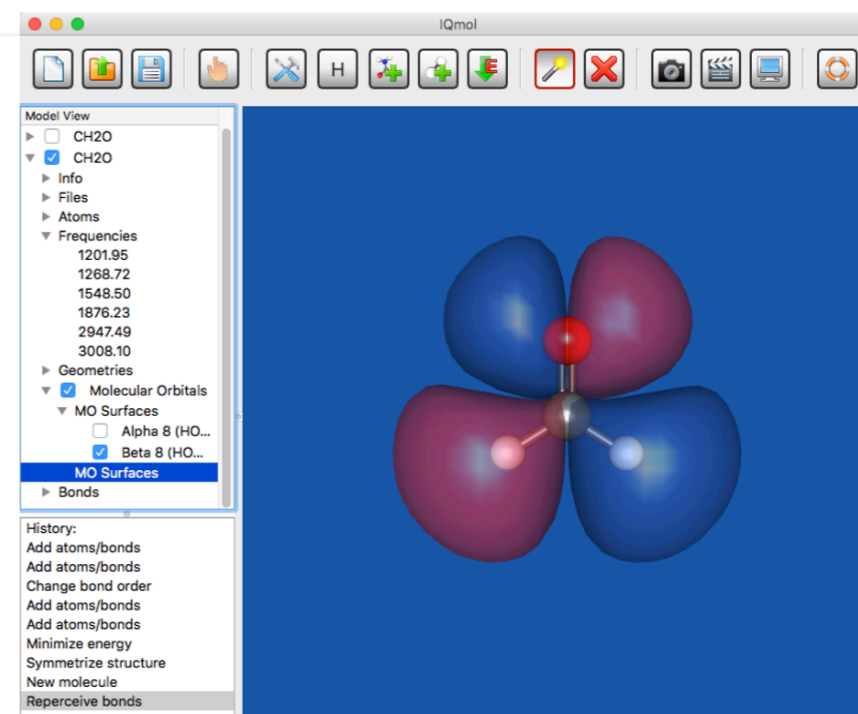 IQmol
H
E
Model View
CH2O
CH2O
Info
Files
Atoms
Frequencies
1201.95
1268.72
1548.50
1876.23
2947.49
3008.10
Geometries
Molecular Orbitals
MO Surfaces
Alpha 8 (HO...
Beta 8 (HO...
MO Surfaces
Bonds
History:
Add atoms/bonds
Add atoms/bonds
Change bond order
Add atoms/bonds
Add atoms/bonds
Minimize energy
Symmetrize structure
New molecule
Reperceive bonds